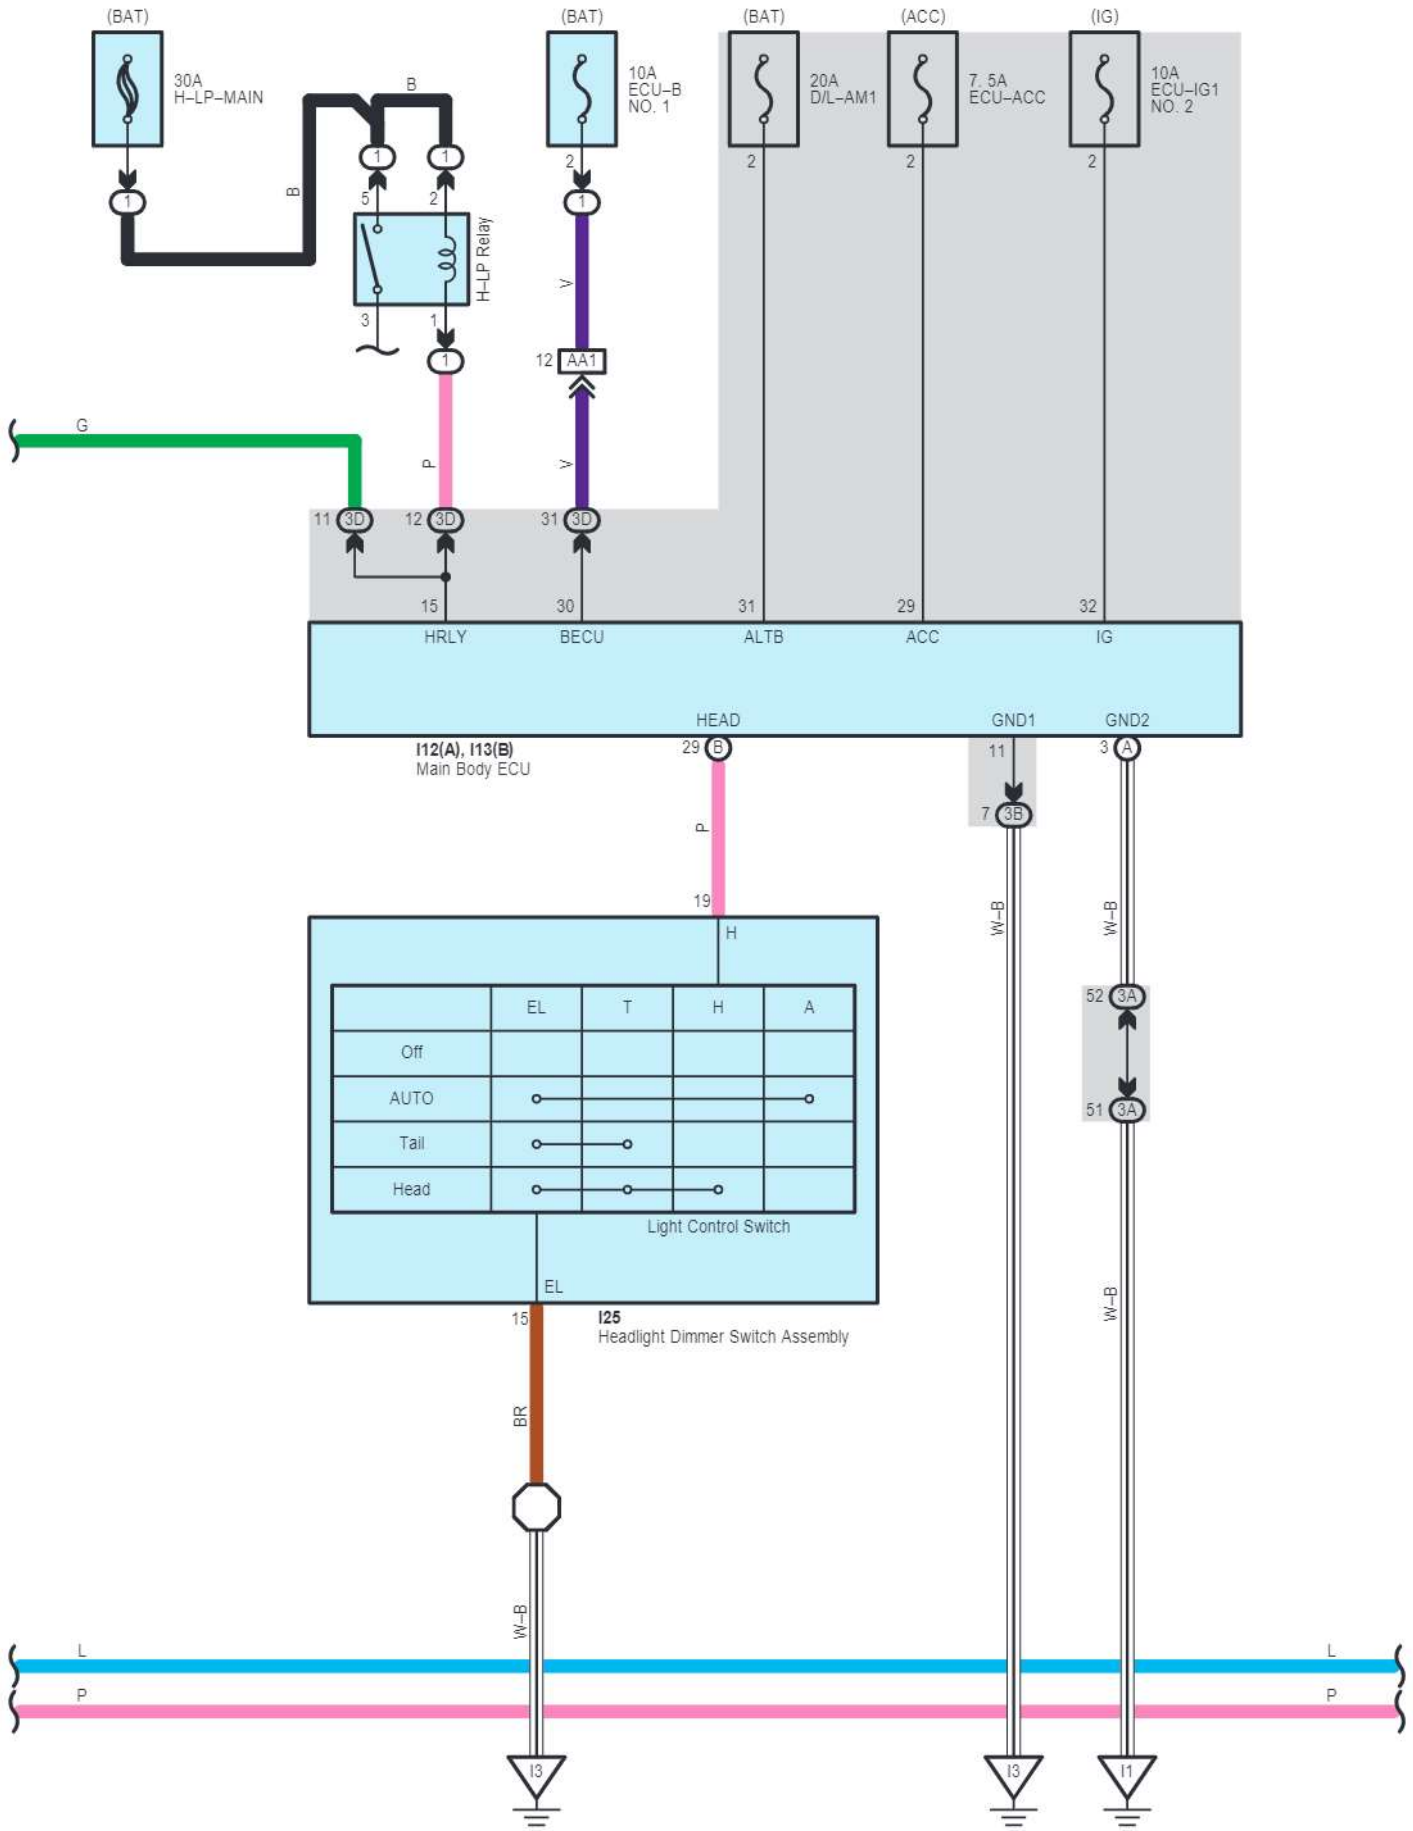 (BAT)
(BAT)
(BAT)
(ACC)
(IG)
30A
H–LP–MAIN
B
10A
ECU–B
NO. 1
20A
D/L–AM1
7. 5A
ECU–ACC
10A
ECU–IG1
NO. 2
1
1
2
2
2
2
1
B
5
2
1
H–LP Relay
V
3
1
1
12
AA1
G
P
V
11
3D
12
3D
31
3D
15
30
31
29
32
HRLY
BECU
ALTB
ACC
IG
HEAD
GND1
GND2
I12(A), I13(B)
Main Body ECU
29
B
11
3
A
7
3B
P
19
W–B
W–B
H
52
3A
EL
T
H
A
Off
AUTO
Tail
Head
51
3A
Light Control Switch
EL
15
I25
Headlight Dimmer Switch Assembly
W–B
BR
W–B
L
L
P
P
I3
I3
I1